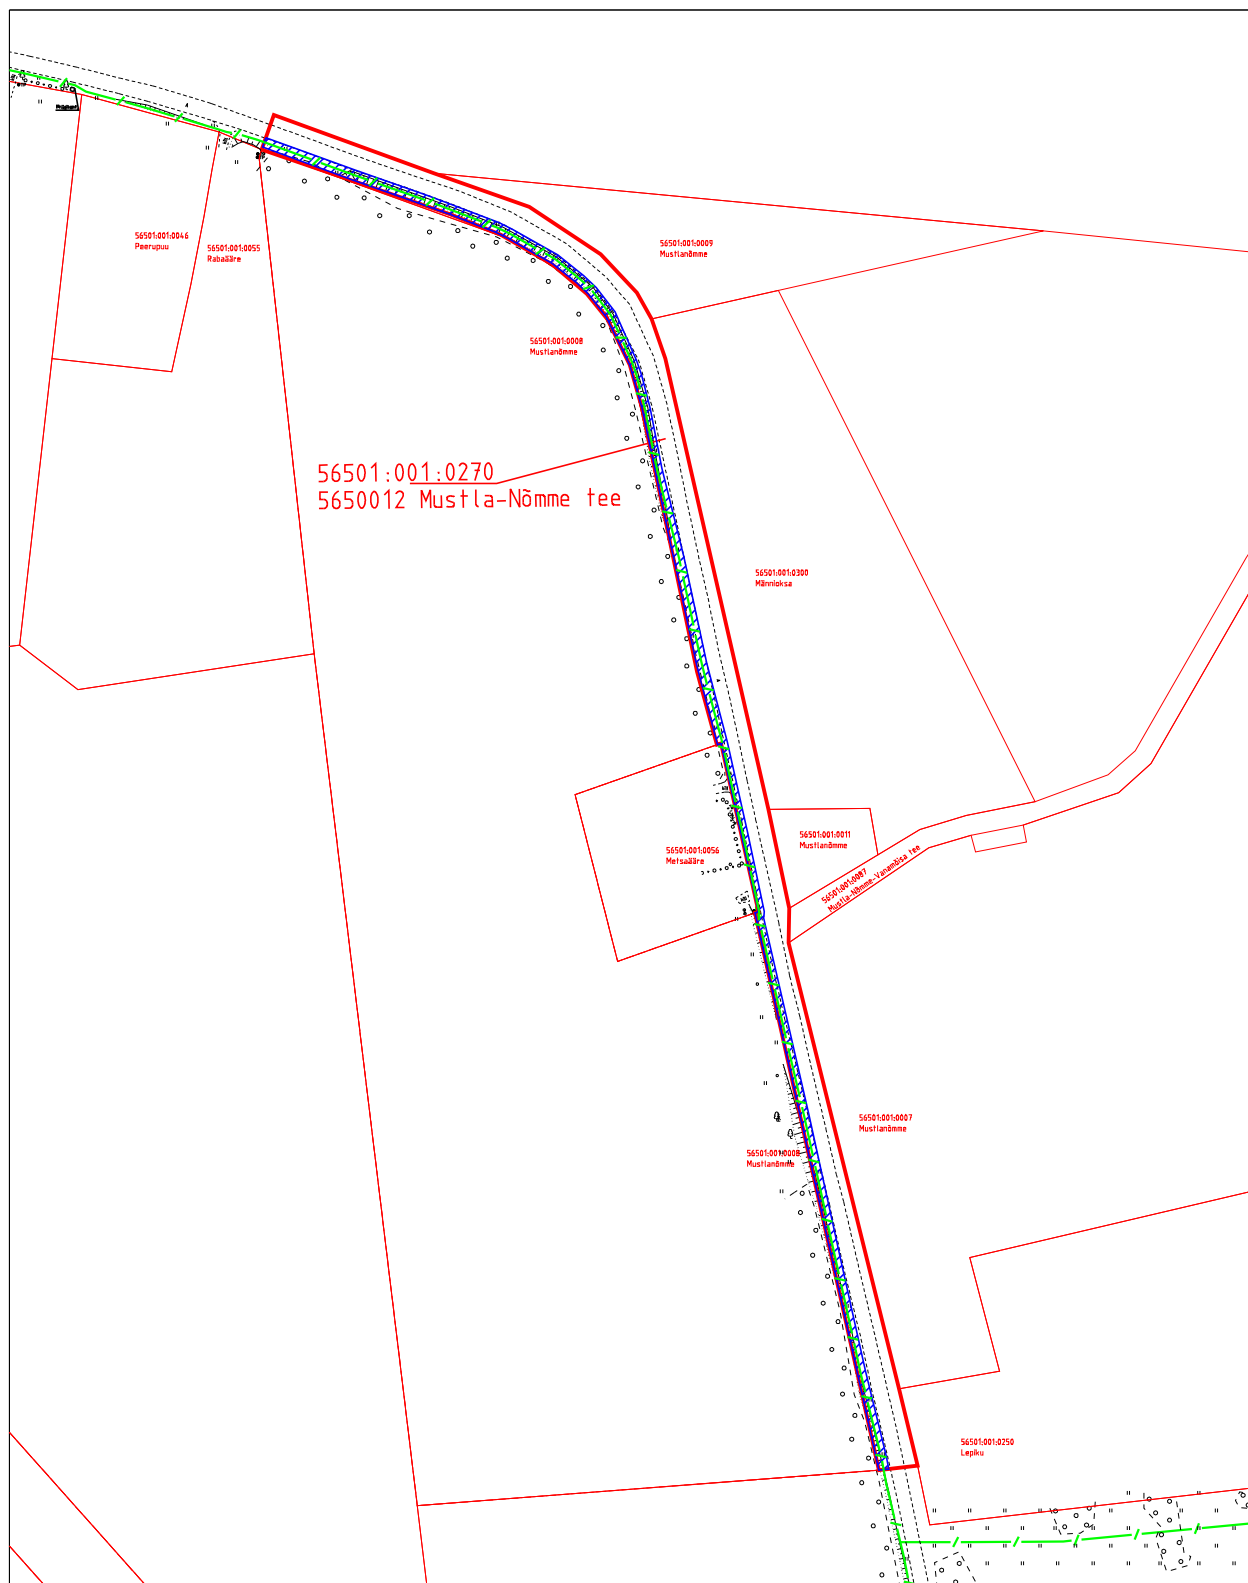 56501:001:0046
Peerupuu
56501:001:0055
Rabaääre
56501:001:0009
Mustlanõmme
56501:001:0008
Mustlanõmme
56501:001:0270
5650012 Mustla-Nõmme tee
56501:001:0300
Männioksa
56501:001:0011
Mustlanõmme
56501:001:0056
Metsaääre
56501:001:0087
Mustla-Nõmme-Vanamõisa tee
56501:001:0007
Mustlanõmme
56501:001:0008
Mustlanõmme
56501:001:0250
Lepiku